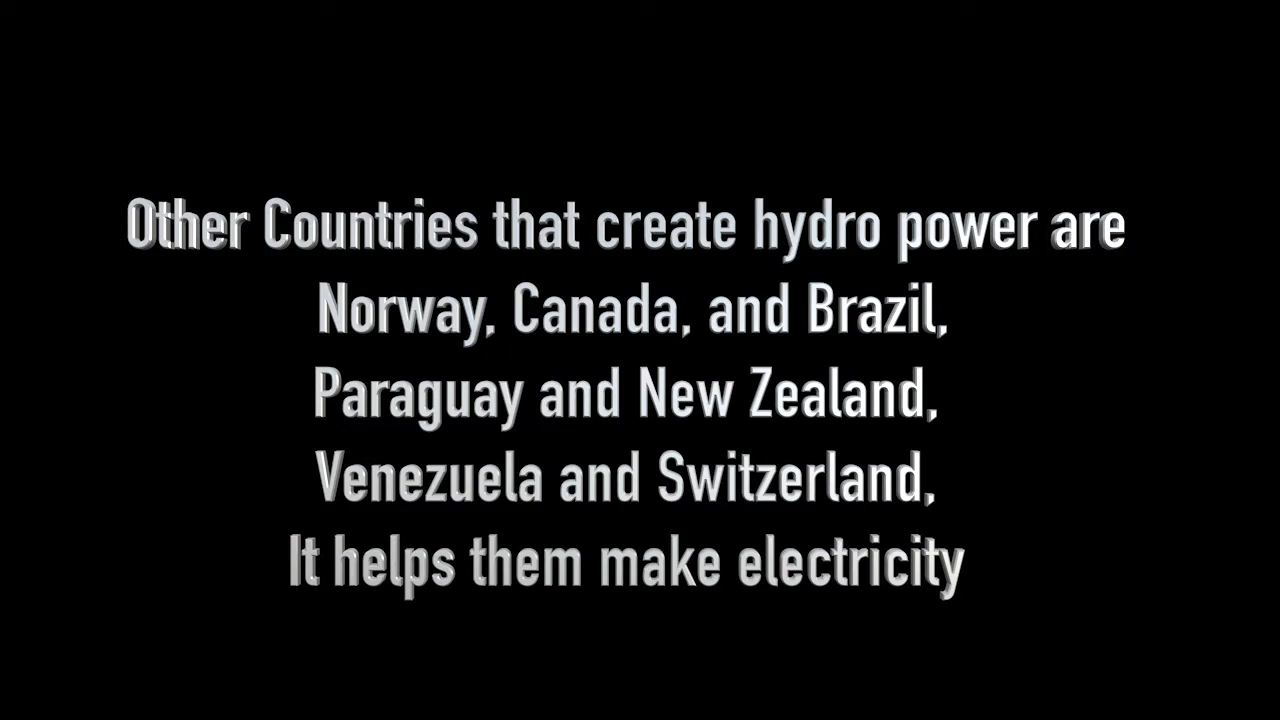 Other Countries that create hydro power are
Norway, Canada, and Brazil,
Paraguay and New Zealand,
Venezuela and Switzerland,
It helps them make electricity